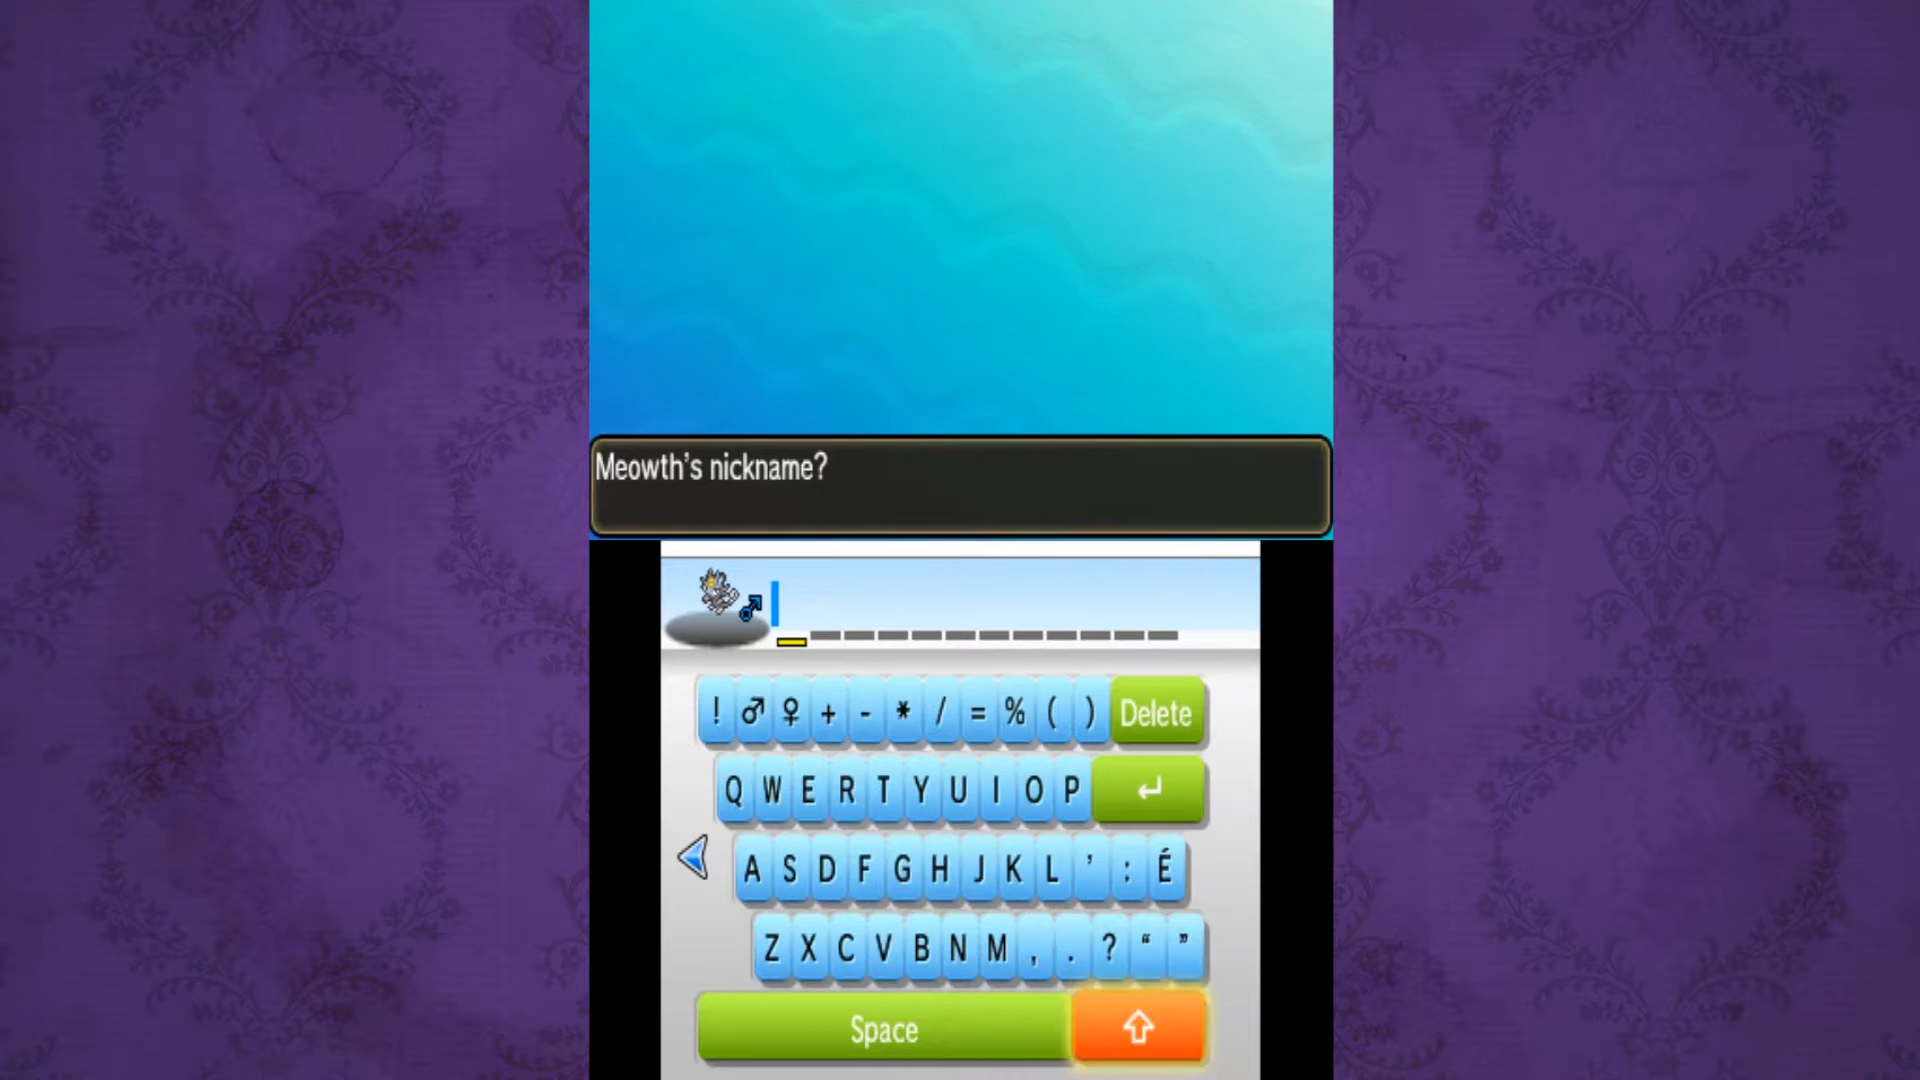 Meowth's nickname?
! ♂ ♀ + - * / = % ( ) Delete
Q W E R T Y U I O P ↵
A S D F G H J K L ’ : É
Z X C V B N M , . ? “ ”
Space